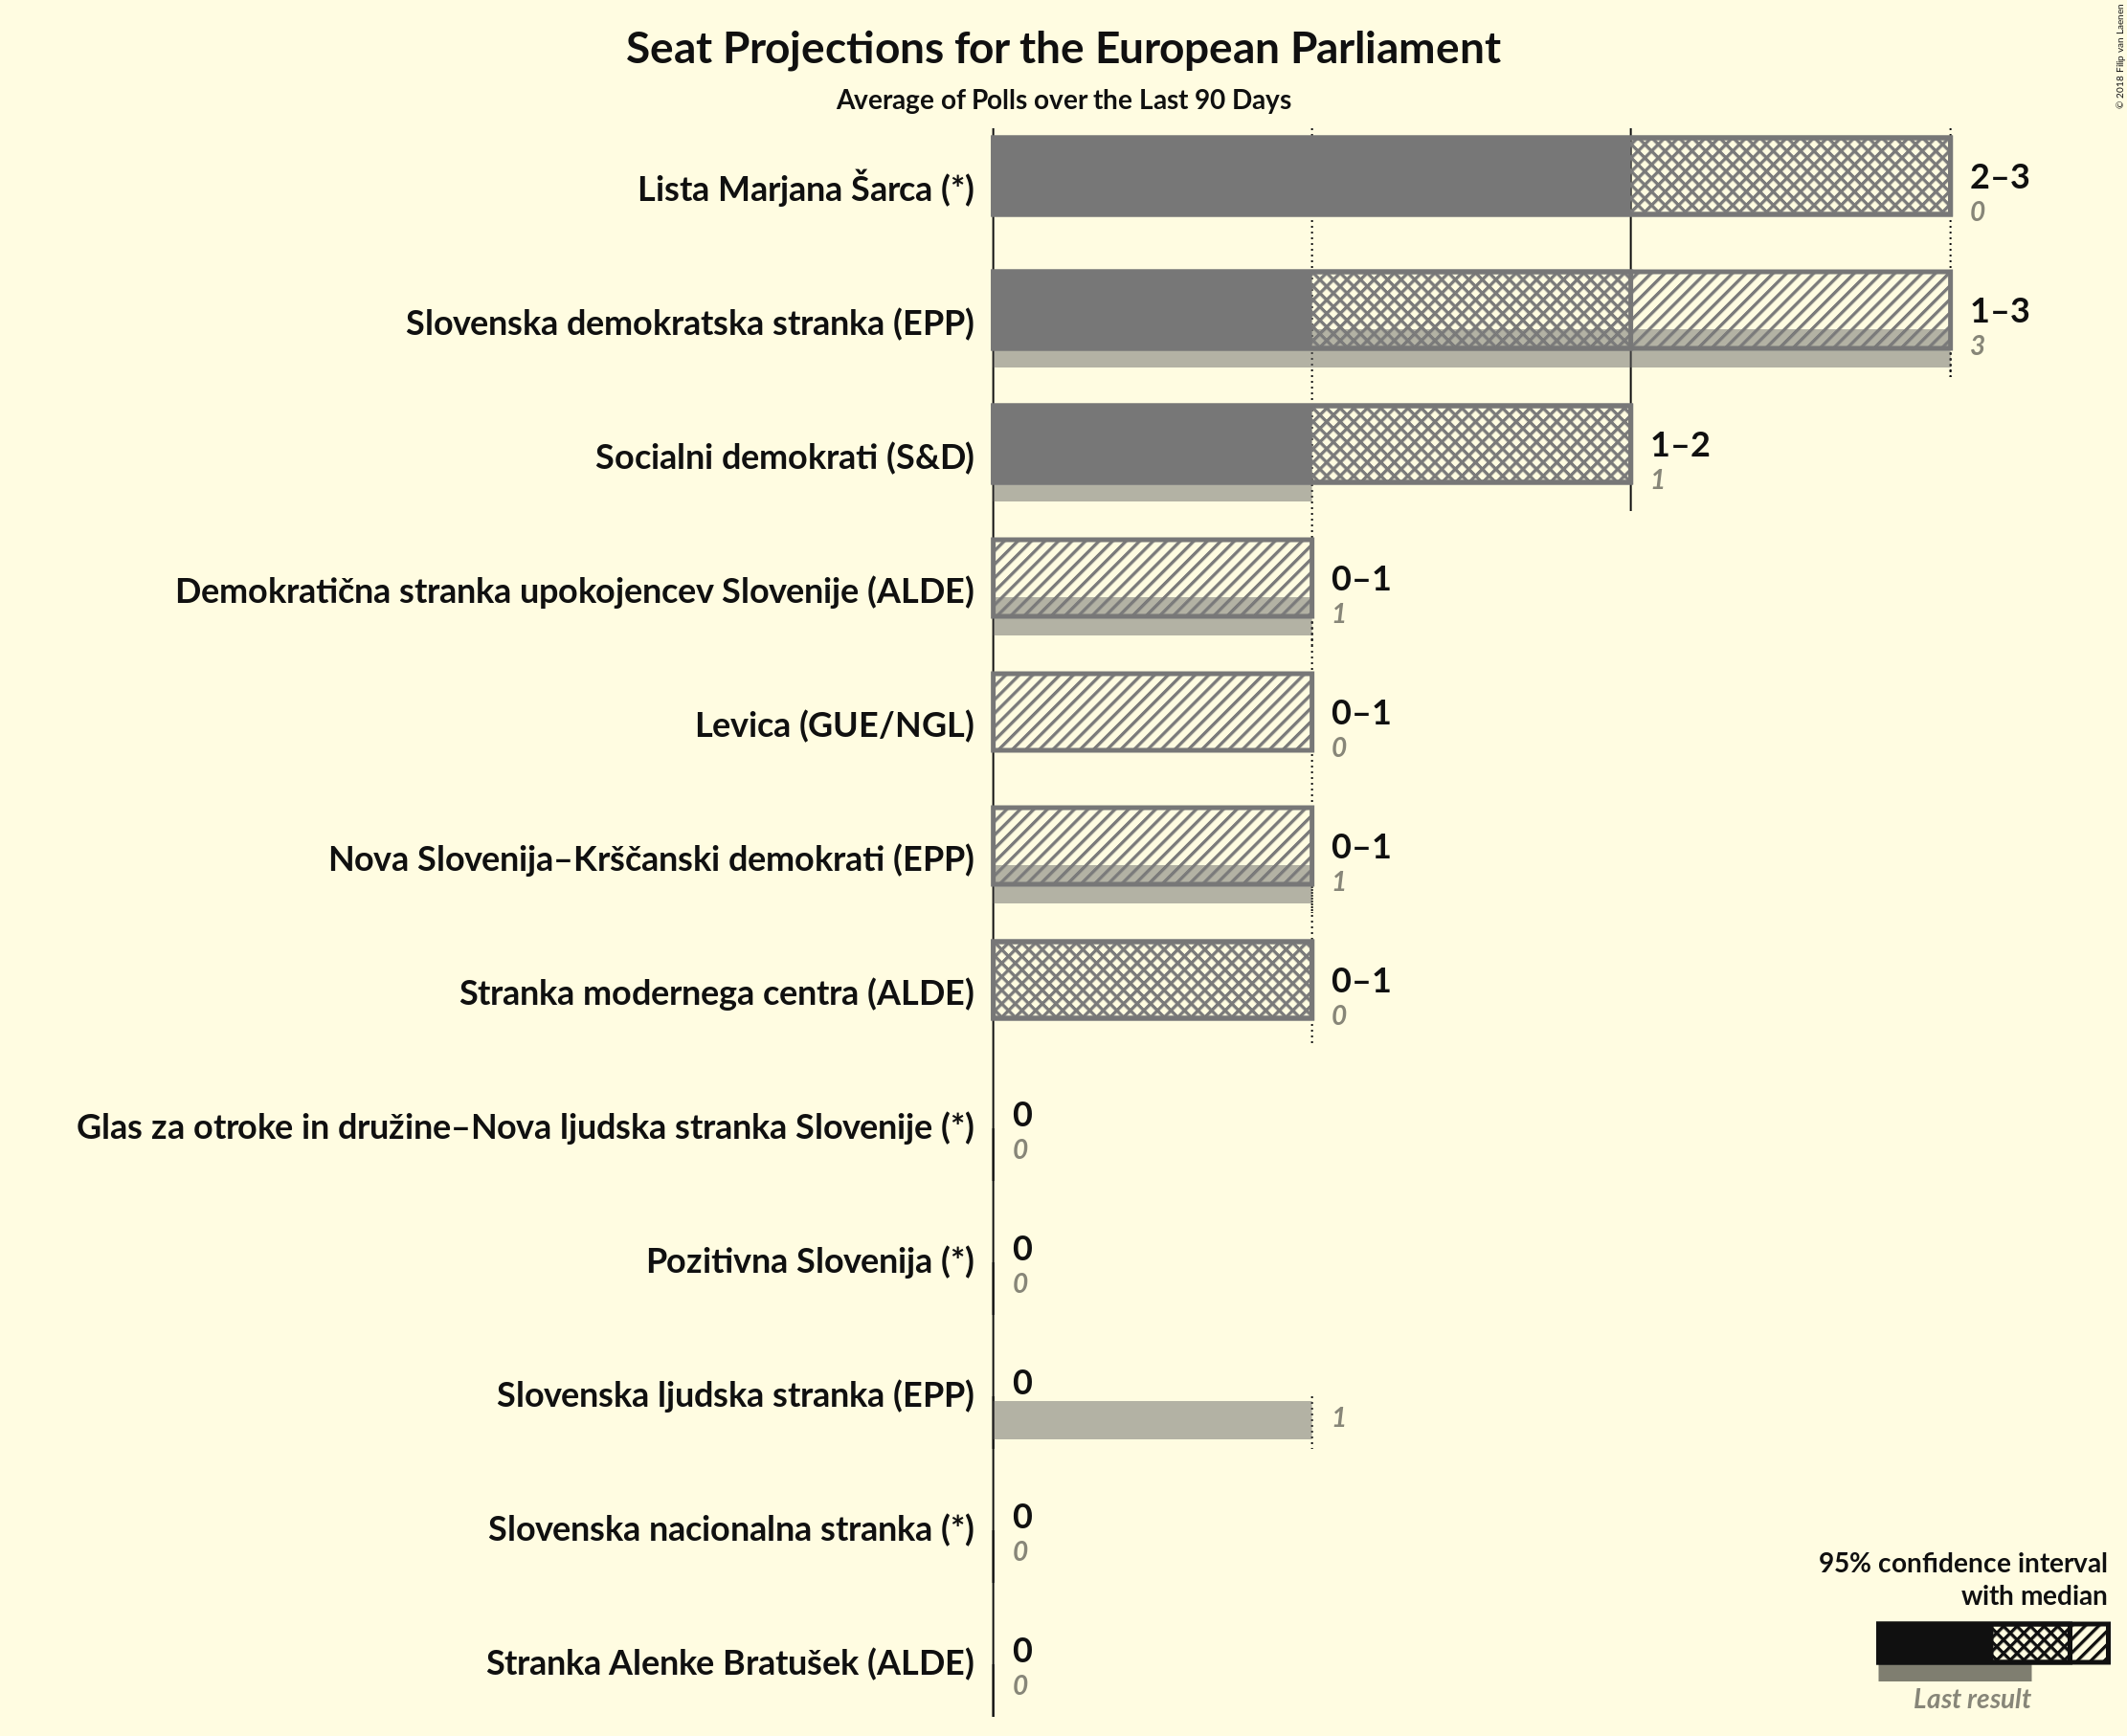 Seat Projections for the European Parliament
Average of Polls over the Last 90 Days
© 2018 Filip van Laenen
Lista Marjana Šarca (*)
2–3
0
Slovenska demokratska stranka (EPP)
1–3
3
Socialni demokrati (S&D)
1–2
1
Demokratična stranka upokojencev Slovenije (ALDE)
0–1
1
Levica (GUE/NGL)
0–1
0
Nova Slovenija–Krščanski demokrati (EPP)
0–1
1
Stranka modernega centra (ALDE)
0–1
0
Glas za otroke in družine–Nova ljudska stranka Slovenije (*)
0
0
Pozitivna Slovenija (*)
0
0
Slovenska ljudska stranka (EPP)
0
1
Slovenska nacionalna stranka (*)
0
0
Stranka Alenke Bratušek (ALDE)
0
0
95% confidence interval
with median
Last result